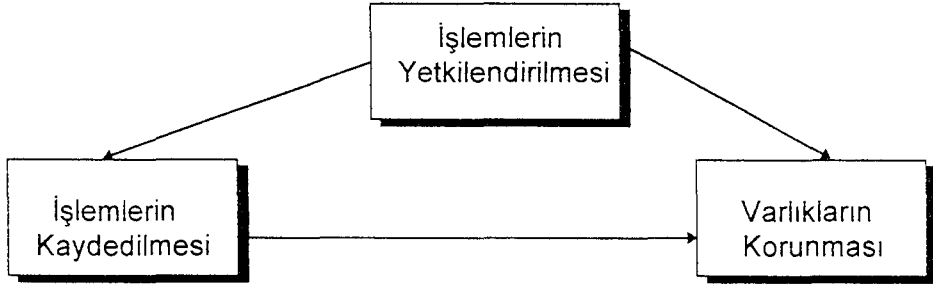 İşlemlerin
Yetkilendirilmesi
İşlemlerin
Kaydedilmesi
Varlıkların
Korunması